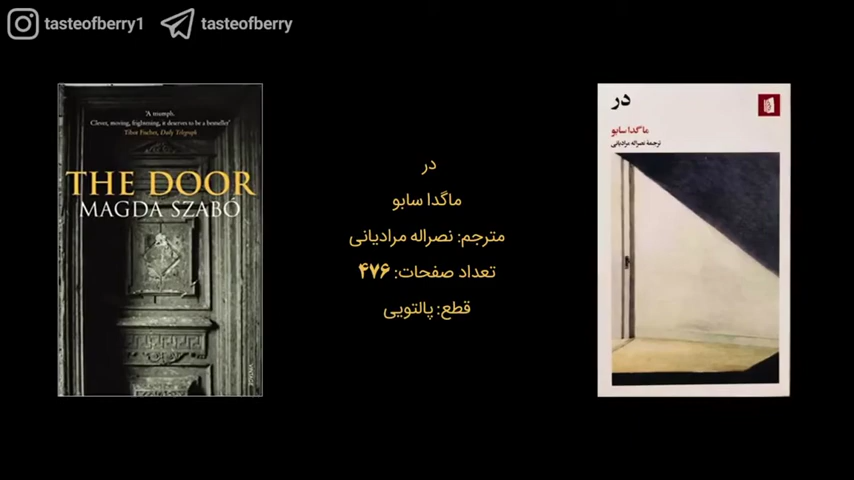 tasteofberry1
tasteofberry
'A triumph.
Clever, moving, frightening, it deserves to be a bestseller'
Tibor Fischer, Daily Telegraph
THE DOOR
MAGDA SZABÓ
VINTAGE
در
ماگدا سابو
مترجم: نصراله مرادیانی
تعداد صفحات: ۴۷۶
قطع: پالتویی
در
ماگدا سابو
ترجمهٔ نصراله مرادیانی